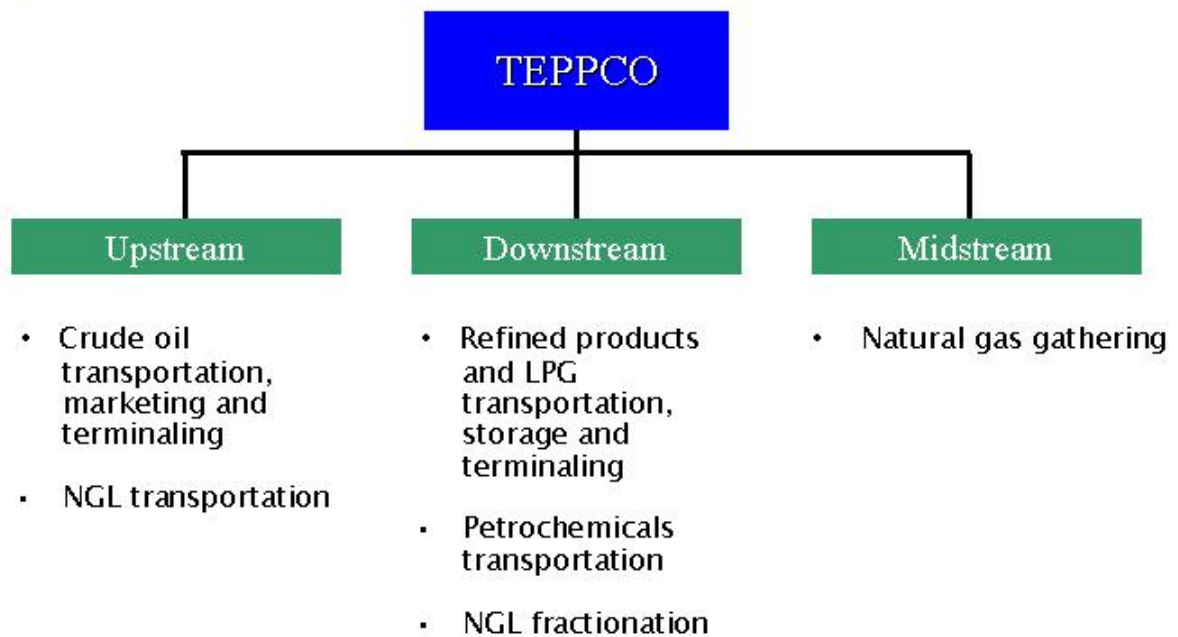 TEPPCO
Upstream
• Crude oil
transportation,
marketing and
terminaling
• NGL transportation
Downstream
• Refined products
and LPG
transportation,
storage and
terminaling
• Petrochemicals
transportation
• NGL fractionation
Midstream
• Natural gas gathering